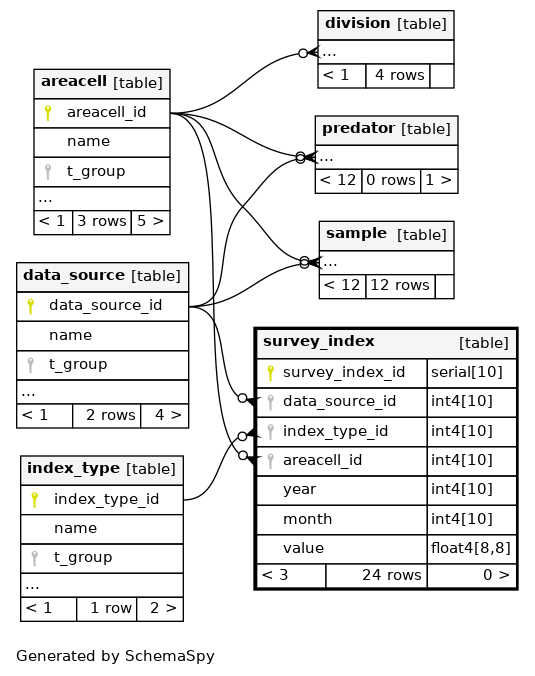 division [table]
...
< 1 4 rows
areacell [table]
areacell_id
name
t_group
...
< 1 3 rows 5 >
predator [table]
...
< 12 0 rows 1 >
sample [table]
...
< 12 12 rows
data_source [table]
data_source_id
name
t_group
...
< 1 2 rows 4 >
survey_index [table]
survey_index_id serial[10]
data_source_id int4[10]
index_type_id int4[10]
areacell_id int4[10]
year int4[10]
month int4[10]
value float4[8,8]
< 3 24 rows 0 >
index_type [table]
index_type_id
name
t_group
...
< 1 1 row 2 >
Generated by SchemaSpy